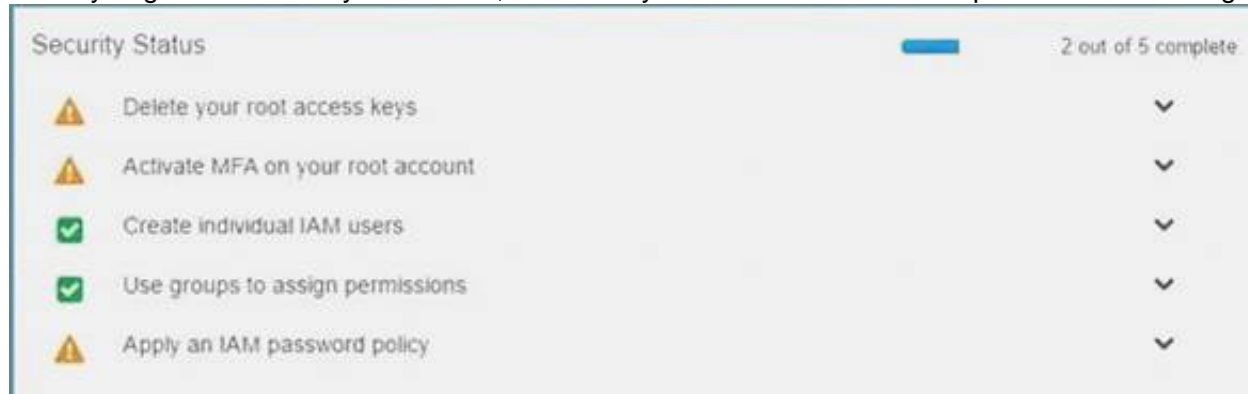 Security Status
2 out of 5 complete
Delete your root access keys
Activate MFA on your root account
Create individual IAM users
Use groups to assign permissions
Apply an IAM password policy